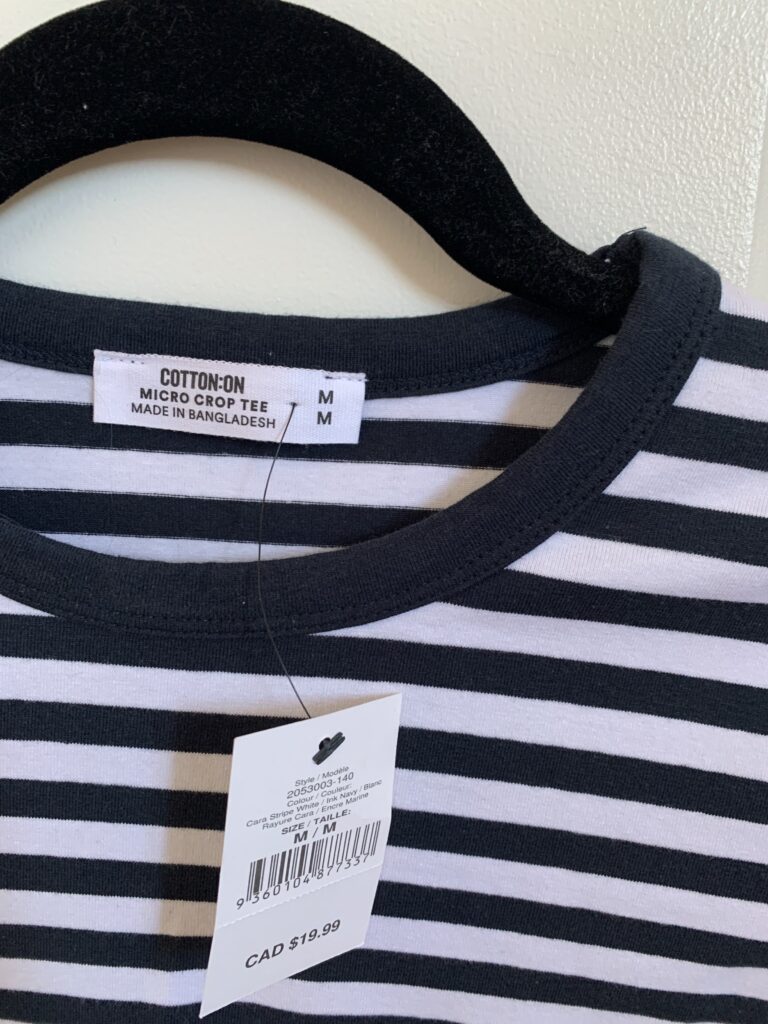 COTTON:ON
MICRO CROP TEE
MADE IN BANGLADESH
M
M
Style / Modèle
2053003-140
Colour / Couleur:
Cara Stripe White / Ink Navy / Blanc
Rayure Cara / Encre Marine
SIZE / TAILLE:
M / M
9 360104 877337
CAD $19.99